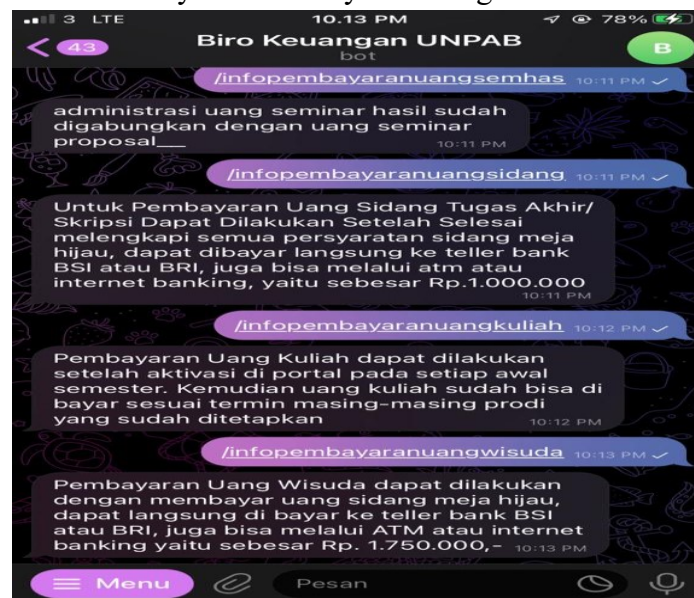 3 LTE 10.13 PM 78%
43 Biro Keuangan UNPAB B
bot
/infopembayaranuangsemhas 10:11 PM
administrasi uang seminar hasil sudah
digabungkan dengan uang seminar
proposal__ 10:11 PM
/infopembayaranuangsidang 10:11 PM
Untuk Pembayaran Uang Sidang Tugas Akhir/
Skripsi Dapat Dilakukan Setelah Selesai
melengkapi semua persyaratan sidang meja
hijau, dapat dibayar langsung ke teller bank
BSI atau BRI, juga bisa melalui atm atau
internet banking, yaitu sebesar Rp.1.000.000
10:11 PM
/infopembayaranuangkuliah 10:12 PM
Pembayaran Uang Kuliah dapat dilakukan
setelah aktivasi di portal pada setiap awal
semester. Kemudian uang kuliah sudah bisa di
bayar sesuai termin masing-masing prodi
yang sudah ditetapkan 10:12 PM
/infopembayaranuangwisuda 10:13 PM
Pembayaran Uang Wisuda dapat dilakukan
dengan membayar uang sidang meja hijau,
dapat langsung di bayar ke teller bank BSI
atau BRI, juga bisa melalui ATM atau internet
banking yaitu sebesar Rp. 1.750.000,- 10:13 PM
Menu Pesan